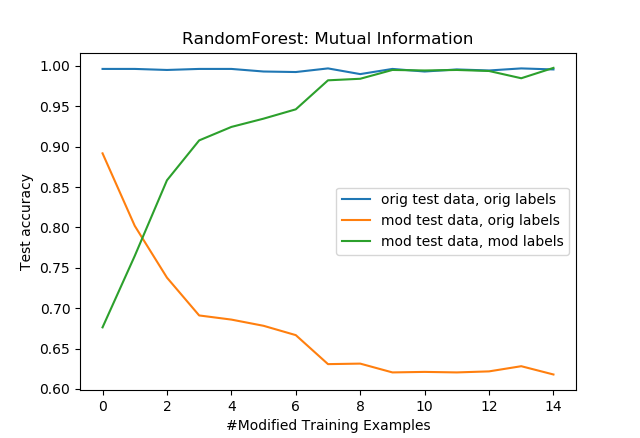 RandomForest: Mutual Information
1.00
0.95
0.90
0.85
0.80
0.75
0.70
0.65
0.60
Test accuracy
orig test data, orig labels
mod test data, orig labels
mod test data, mod labels
0 2 4 6 8 10 12 14
#Modified Training Examples